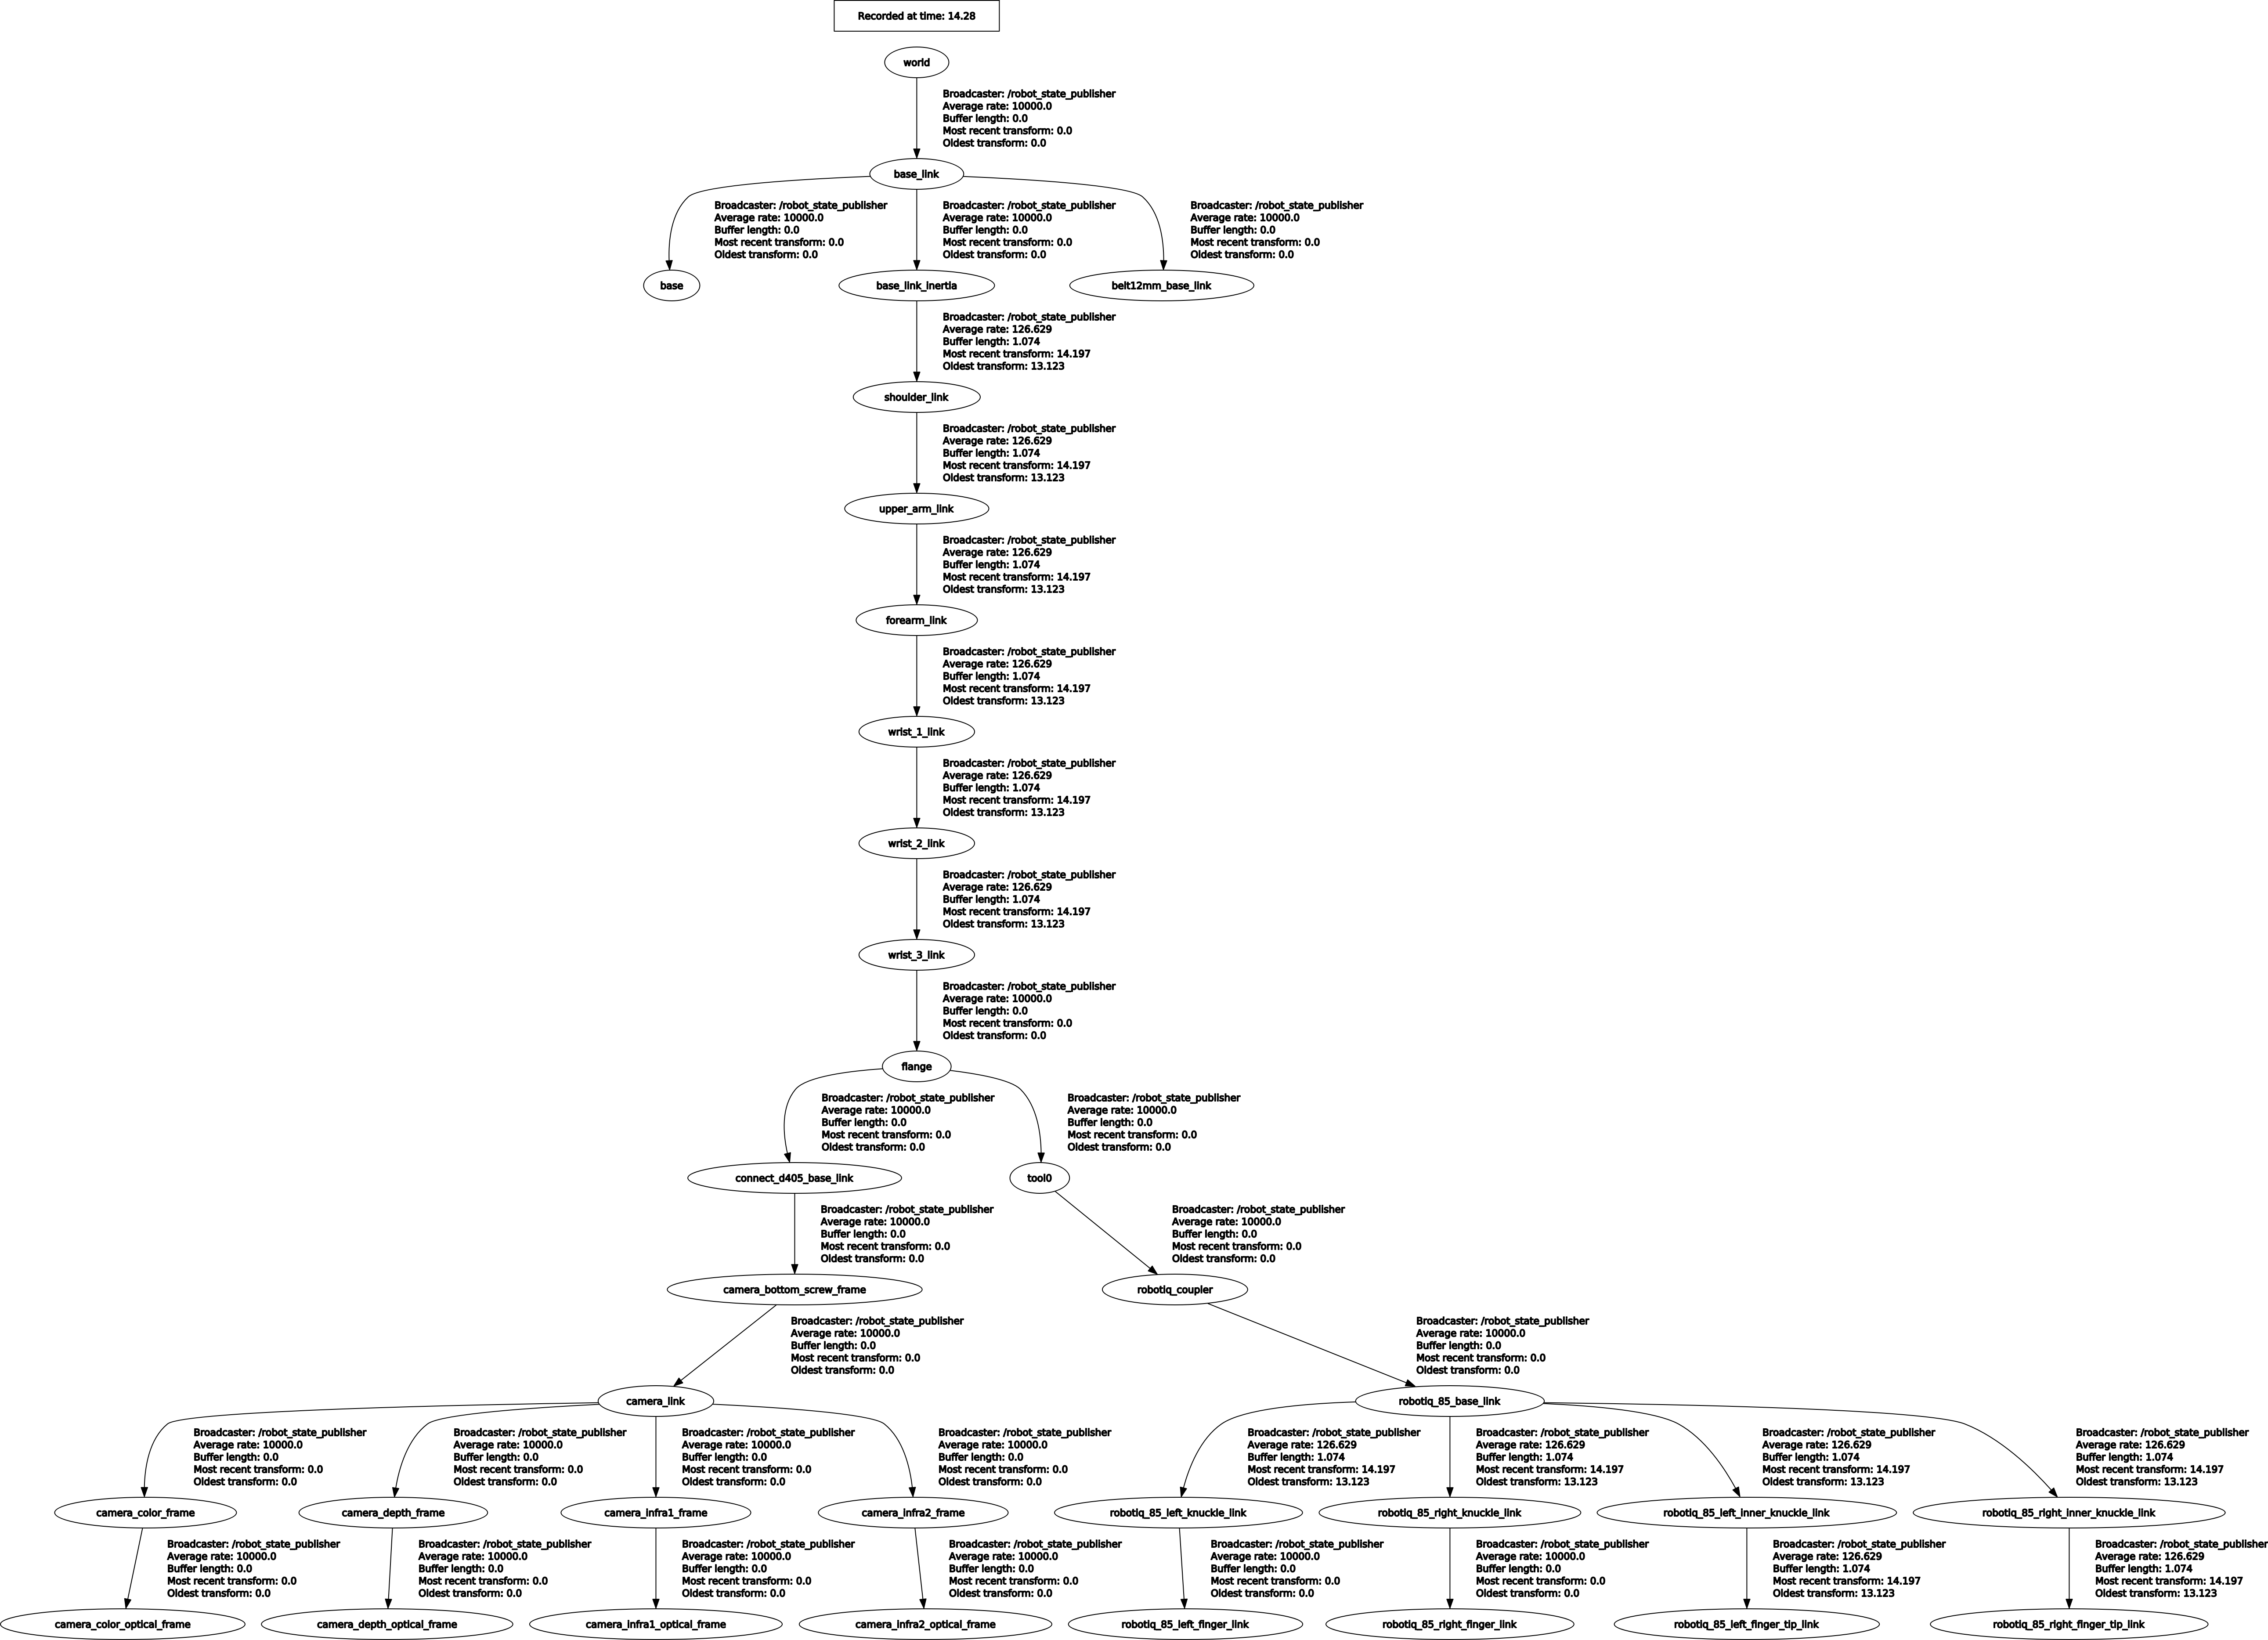 Recorded at time: 14.28
world
Broadcaster: /robot_state_publisher
Average rate: 10000.0
Buffer length: 0.0
Most recent transform: 0.0
Oldest transform: 0.0
base_link
Broadcaster: /robot_state_publisher
Average rate: 10000.0
Buffer length: 0.0
Most recent transform: 0.0
Oldest transform: 0.0
Broadcaster: /robot_state_publisher
Average rate: 10000.0
Buffer length: 0.0
Most recent transform: 0.0
Oldest transform: 0.0
Broadcaster: /robot_state_publisher
Average rate: 10000.0
Buffer length: 0.0
Most recent transform: 0.0
Oldest transform: 0.0
base
base_link_inertia
belt12mm_base_link
Broadcaster: /robot_state_publisher
Average rate: 126.629
Buffer length: 1.074
Most recent transform: 14.197
Oldest transform: 13.123
shoulder_link
Broadcaster: /robot_state_publisher
Average rate: 126.629
Buffer length: 1.074
Most recent transform: 14.197
Oldest transform: 13.123
upper_arm_link
Broadcaster: /robot_state_publisher
Average rate: 126.629
Buffer length: 1.074
Most recent transform: 14.197
Oldest transform: 13.123
forearm_link
Broadcaster: /robot_state_publisher
Average rate: 126.629
Buffer length: 1.074
Most recent transform: 14.197
Oldest transform: 13.123
wrist_1_link
Broadcaster: /robot_state_publisher
Average rate: 126.629
Buffer length: 1.074
Most recent transform: 14.197
Oldest transform: 13.123
wrist_2_link
Broadcaster: /robot_state_publisher
Average rate: 126.629
Buffer length: 1.074
Most recent transform: 14.197
Oldest transform: 13.123
wrist_3_link
Broadcaster: /robot_state_publisher
Average rate: 10000.0
Buffer length: 0.0
Most recent transform: 0.0
Oldest transform: 0.0
flange
Broadcaster: /robot_state_publisher
Average rate: 10000.0
Buffer length: 0.0
Most recent transform: 0.0
Oldest transform: 0.0
Broadcaster: /robot_state_publisher
Average rate: 10000.0
Buffer length: 0.0
Most recent transform: 0.0
Oldest transform: 0.0
connect_d405_base_link
tool0
Broadcaster: /robot_state_publisher
Average rate: 10000.0
Buffer length: 0.0
Most recent transform: 0.0
Oldest transform: 0.0
Broadcaster: /robot_state_publisher
Average rate: 10000.0
Buffer length: 0.0
Most recent transform: 0.0
Oldest transform: 0.0
camera_bottom_screw_frame
robotiq_coupler
Broadcaster: /robot_state_publisher
Average rate: 10000.0
Buffer length: 0.0
Most recent transform: 0.0
Oldest transform: 0.0
Broadcaster: /robot_state_publisher
Average rate: 10000.0
Buffer length: 0.0
Most recent transform: 0.0
Oldest transform: 0.0
camera_link
robotiq_85_base_link
Broadcaster: /robot_state_publisher
Average rate: 10000.0
Buffer length: 0.0
Most recent transform: 0.0
Oldest transform: 0.0
Broadcaster: /robot_state_publisher
Average rate: 10000.0
Buffer length: 0.0
Most recent transform: 0.0
Oldest transform: 0.0
Broadcaster: /robot_state_publisher
Average rate: 10000.0
Buffer length: 0.0
Most recent transform: 0.0
Oldest transform: 0.0
Broadcaster: /robot_state_publisher
Average rate: 10000.0
Buffer length: 0.0
Most recent transform: 0.0
Oldest transform: 0.0
Broadcaster: /robot_state_publisher
Average rate: 126.629
Buffer length: 1.074
Most recent transform: 14.197
Oldest transform: 13.123
Broadcaster: /robot_state_publisher
Average rate: 126.629
Buffer length: 1.074
Most recent transform: 14.197
Oldest transform: 13.123
Broadcaster: /robot_state_publisher
Average rate: 126.629
Buffer length: 1.074
Most recent transform: 14.197
Oldest transform: 13.123
Broadcaster: /robot_state_publisher
Average rate: 126.629
Buffer length: 1.074
Most recent transform: 14.197
Oldest transform: 13.123
camera_color_frame
camera_depth_frame
camera_infra1_frame
camera_infra2_frame
robotiq_85_left_knuckle_link
robotiq_85_right_knuckle_link
robotiq_85_left_inner_knuckle_link
robotiq_85_right_inner_knuckle_link
Broadcaster: /robot_state_publisher
Average rate: 10000.0
Buffer length: 0.0
Most recent transform: 0.0
Oldest transform: 0.0
Broadcaster: /robot_state_publisher
Average rate: 10000.0
Buffer length: 0.0
Most recent transform: 0.0
Oldest transform: 0.0
Broadcaster: /robot_state_publisher
Average rate: 10000.0
Buffer length: 0.0
Most recent transform: 0.0
Oldest transform: 0.0
Broadcaster: /robot_state_publisher
Average rate: 10000.0
Buffer length: 0.0
Most recent transform: 0.0
Oldest transform: 0.0
Broadcaster: /robot_state_publisher
Average rate: 10000.0
Buffer length: 0.0
Most recent transform: 0.0
Oldest transform: 0.0
Broadcaster: /robot_state_publisher
Average rate: 10000.0
Buffer length: 0.0
Most recent transform: 0.0
Oldest transform: 0.0
Broadcaster: /robot_state_publisher
Average rate: 126.629
Buffer length: 1.074
Most recent transform: 14.197
Oldest transform: 13.123
Broadcaster: /robot_state_publisher
Average rate: 126.629
Buffer length: 1.074
Most recent transform: 14.197
Oldest transform: 13.123
camera_color_optical_frame
camera_depth_optical_frame
camera_infra1_optical_frame
camera_infra2_optical_frame
robotiq_85_left_finger_link
robotiq_85_right_finger_link
robotiq_85_left_finger_tip_link
robotiq_85_right_finger_tip_link